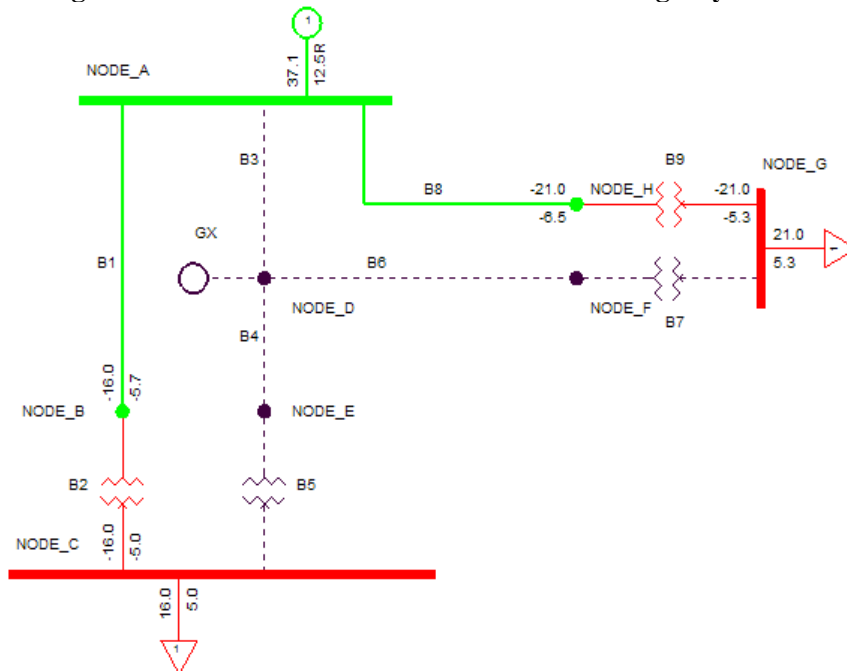 1
37.1
12.5R
NODE_A
B3
B9
NODE_G
B8
-21.0
NODE_H
-21.0
-6.5
-5.3
21.0
1
5.3
GX
B1
B6
NODE_D
NODE_F
B7
B4
-16.0
-5.7
NODE_B
NODE_E
B2
B5
-16.0
-5.0
NODE_C
16.0
5.0
1